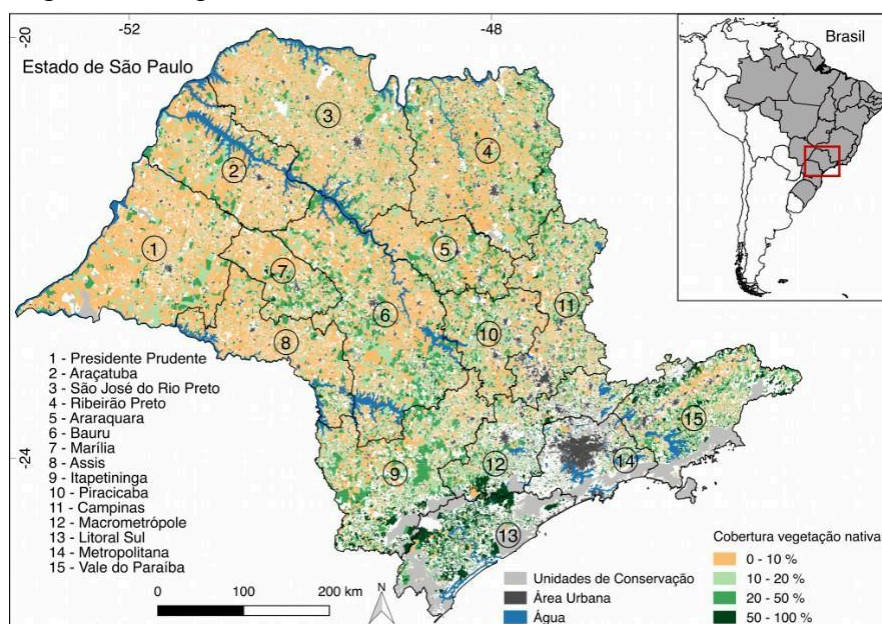 -52
-48
-20
Estado de São Paulo
Brasil
3
4
2
1
5
7
6
11
10
8
1 - Presidente Prudente
2 - Araçatuba
3 - São José do Rio Preto
4 - Ribeirão Preto
5 - Araraquara
6 - Bauru
7 - Marília
8 - Assis
9 - Itapetininga
10 - Piracicaba
11 - Campinas
12 - Macrometrópole
13 - Litoral Sul
14 - Metropolitana
15 - Vale do Paraíba
-24
15
14
12
9
13
0 100 200 km
N
Unidades de Conservação
Área Urbana
Água
Cobertura vegetação nativa
0 - 10 %
10 - 20 %
20 - 50 %
50 - 100 %